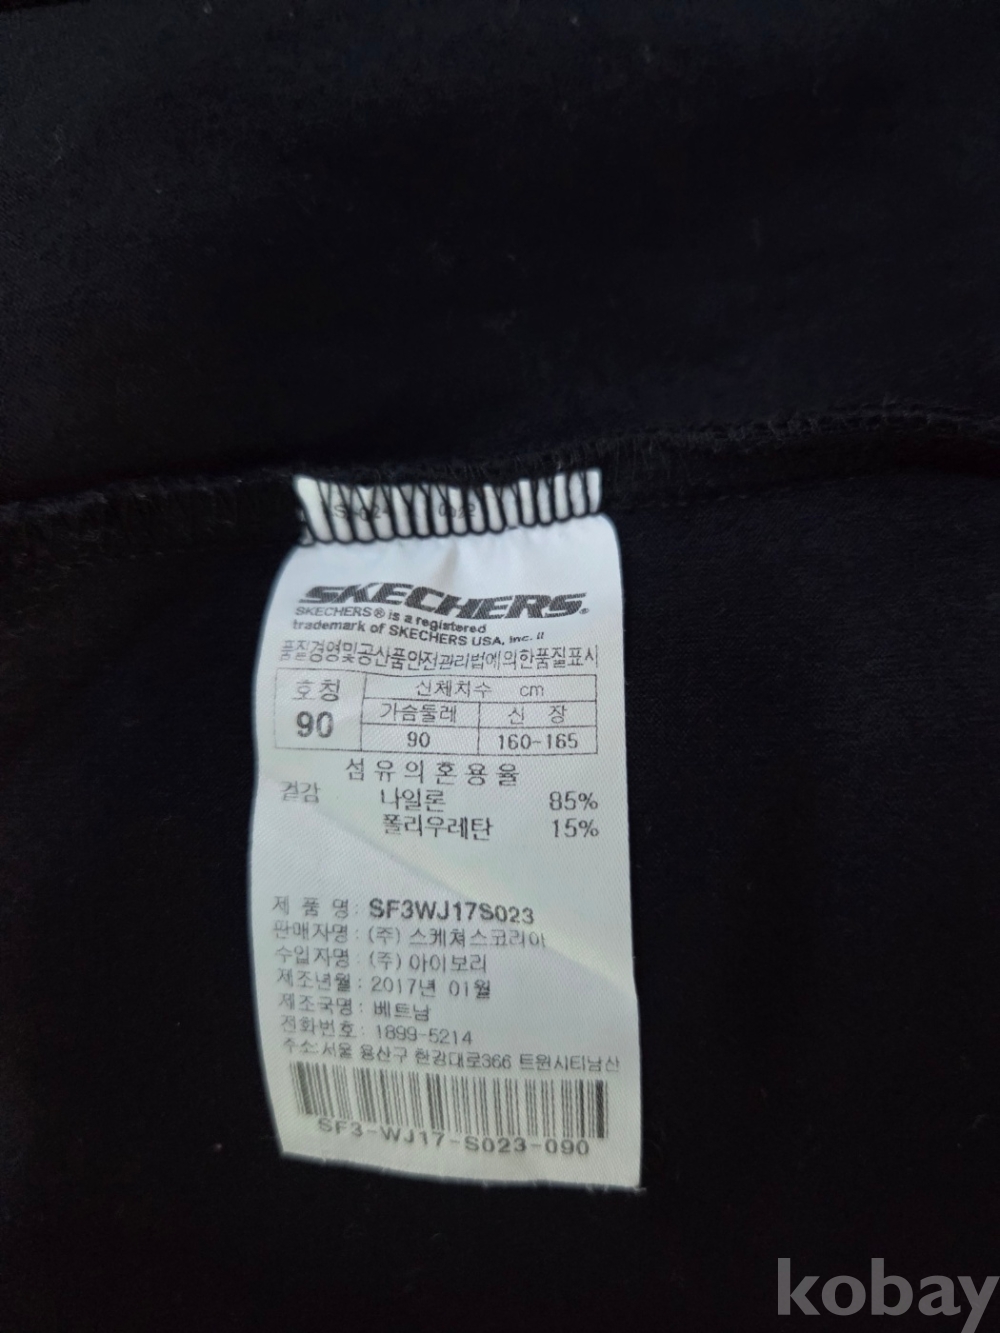 SKECHERS.
SKECHERS® is a registered
trademark of SKECHERS USA, Inc. II
품질경영및공산품안전관리법에의한품질표시
호칭 신체치수 cm
가슴둘레 신 장
90 90 160-165
섬유의혼용율
겉감 나일론 85%
폴리우레탄 15%
제 품 명: SF3WJ17S023
판매자명: (주)스케쳐스코리아
수입자명: (주)아이보리
제조년월: 2017년 01월
제조국명: 베트남
전화번호: 1899-5214
주소:서울 용산구 한강대로366 트윈시티남산
SF3-WJ17-S023-090
kobay